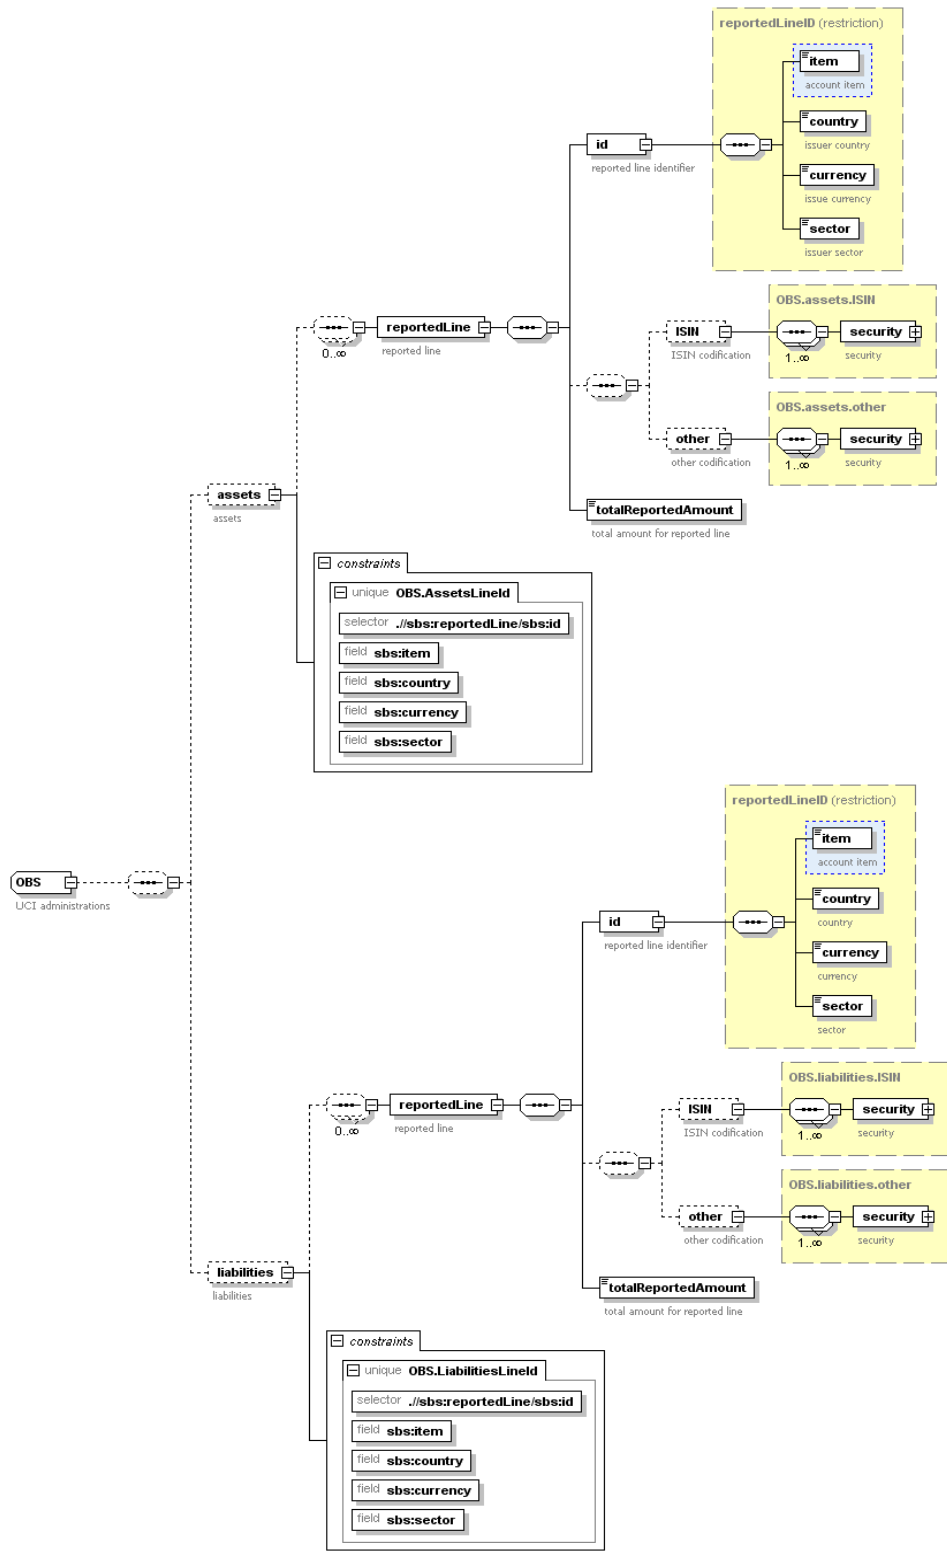 reportedLineID (restriction)
item
account item
country
issuer country
currency
issue currency
sector
issuer sector
id
reported line identifier
OBS.assets.ISIN
ISIN
ISIN codification
1..∞
security
security
OBS.assets.other
other
other codification
1..∞
security
security
reportedLine
reported line
0..∞
totalReportedAmount
total amount for reported line
assets
assets
constraints
unique OBS.AssetsLineId
selector .//sbs:reportedLine/sbs:id
field sbs:item
field sbs:country
field sbs:currency
field sbs:sector
OBS
UCI administrations
reportedLineID (restriction)
item
account item
country
country
currency
currency
sector
sector
id
reported line identifier
OBS.liabilities.ISIN
ISIN
ISIN codification
1..∞
security
security
OBS.liabilities.other
other
other codification
1..∞
security
security
reportedLine
reported line
0..∞
totalReportedAmount
total amount for reported line
liabilities
liabilities
constraints
unique OBS.LiabilitiesLineId
selector .//sbs:reportedLine/sbs:id
field sbs:item
field sbs:country
field sbs:currency
field sbs:sector